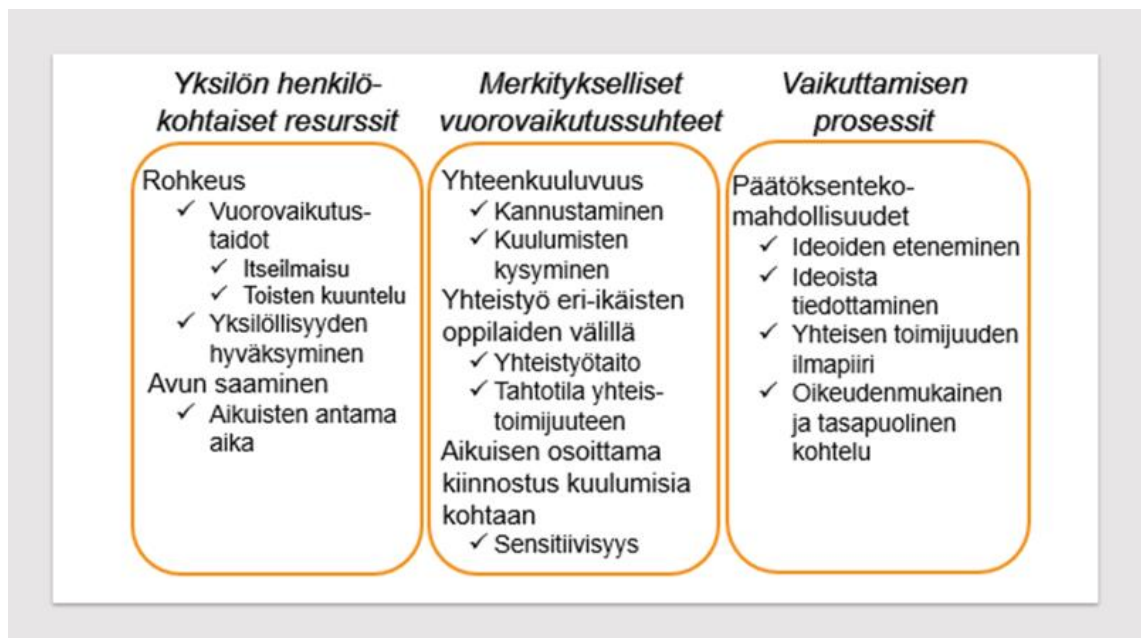 Yksilön henkilö-
kohtaiset resurssit
Rohkeus
✓ Vuorovaikutus-
taidot
✓ Itseilmaisu
✓ Toisten kuuntelu
✓ Yksilöllisyyden
hyväksyminen
Avun saaminen
✓ Aikuisten antama
aika
Merkitykselliset
vuorovaikutussuhteet
Yhteenkuuluvuus
✓ Kannustaminen
✓ Kuulumisten
kysyminen
Yhteistyö eri-ikäisten
oppilaiden välillä
✓ Yhteistyötaito
✓ Tahtotila yhteis-
toimijuuteen
Aikuisen osoittama
kiinnostus kuulumisia
kohtaan
✓ Sensitiivisyys
Vaikuttamisen
prosessit
Päätöksenteko-
mahdollisuudet
✓ Ideoiden eteneminen
✓ Ideoista
tiedottaminen
✓ Yhteisen toimijuuden
ilmapiiri
✓ Oikeudenmukainen
ja tasapuolinen
kohtelu